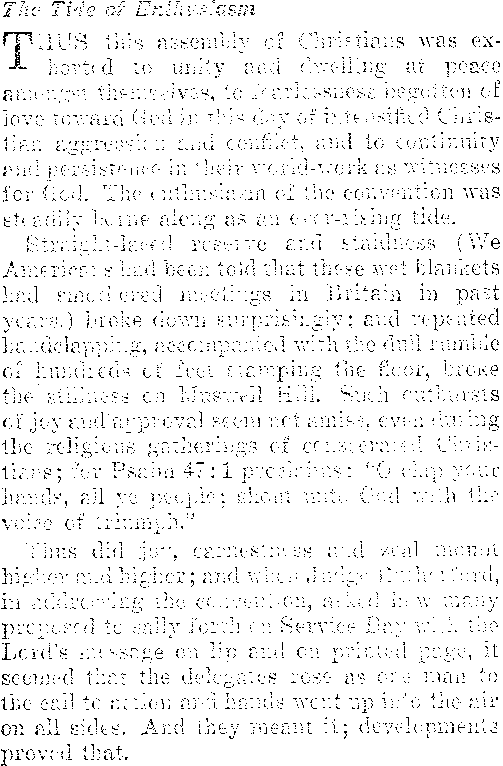 The Tide of Enthusiasm
THUS this assembly of Christians was ex-
horted to unity and dwelling at peace
amongst themselves, to fearlessness begotten of
love toward God in this day of intensified Chris-
tian aggression and conflict, and to continuity
and persistence in their world-work as witnesses
for God. The enthusiasm of the convention was
steadily borne along as an ever-rising tide.
Straight-laced reserve and staidness (We
Americans had been told that these wet blankets
had smothered meetings in Britain in past
years.) broke down surprisingly; and repeated
handclapping, accompanied with the dull rumble
of hundreds of feet stamping the floor, broke
the stillness on Muswell Hill. Such outbursts
of joy and approval seem not amiss, even during
the religious gatherings of consecrated Chris-
tians; for Psalm 47:1 prescribes: "O clap your
hands, all ye people; shout unto God with the
voice of triumph."
Thus did joy, earnestness and zeal mount
higher and higher; and when Judge Rutherford,
in addressing the convention, asked how many
proposed to sally forth on Service Day with the
Lord's message on lip and on printed page, it
seemed that the delegates rose as one man to
the call to action and hands went up into the air
on all sides. And they meant it; developments
proved that.